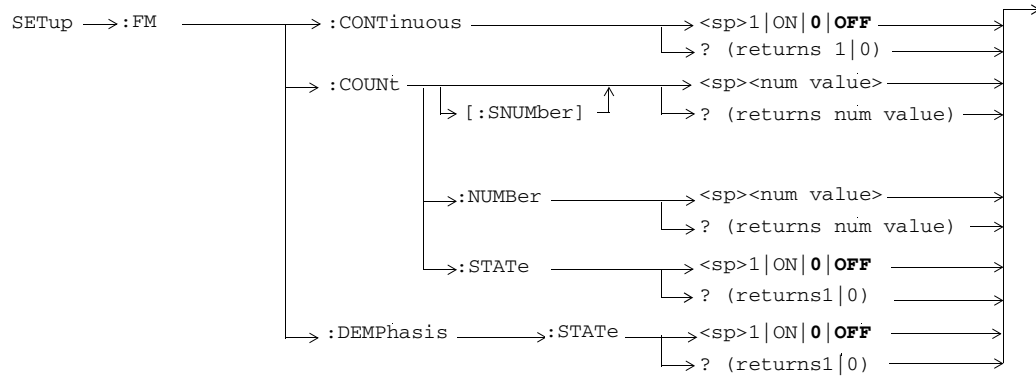 SETup :FM :CONTinuous <sp>1|ON|0|OFF
? (returns 1|0)
:COUNt <sp><num value>
[:SNUMber] ? (returns num value)
:NUMBer <sp><num value>
? (returns num value)
:STATe <sp>1|ON|0|OFF
? (returns1|0)
:DEMPhasis :STATe <sp>1|ON|0|OFF
? (returns1|0)